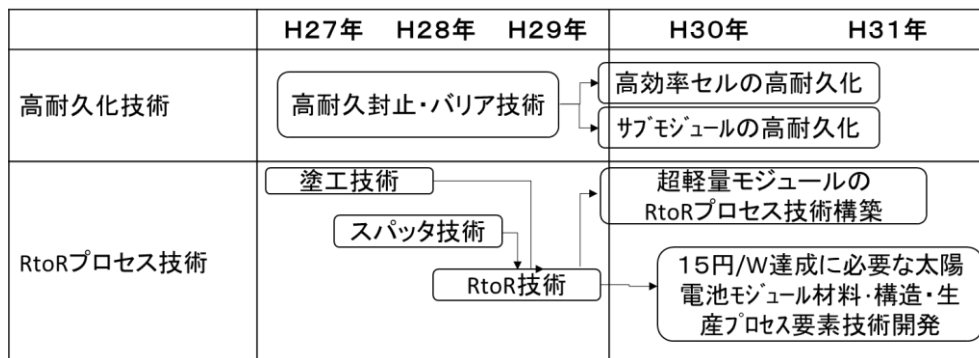 H27年 H28年 H29年 H30年 H31年
高耐久化技術
高耐久封止・バリア技術
高効率セルの高耐久化
ｻﾌﾞﾓｼﾞｭｰﾙの高耐久化
RtoRプロセス技術
塗工技術
スパッタ技術
RtoR技術
超軽量モジュールの
RtoRプロセス技術構築
１５円/W達成に必要な太陽
電池ﾓｼﾞｭｰﾙ材料・構造・生
産ﾌﾟﾛｾｽ要素技術開発